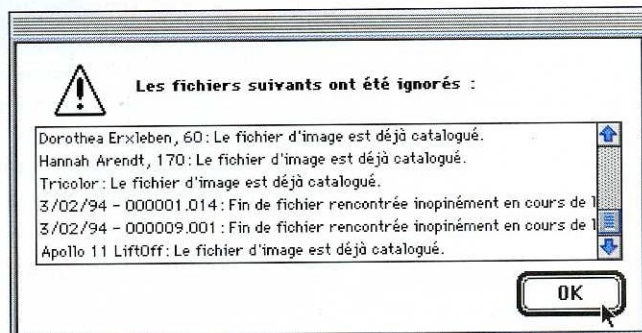 Les fichiers suivants ont été ignorés :
Dorothea Erxleben, 60 : Le fichier d'image est déjà catalogué.
Hannah Arendt, 170 : Le fichier d'image est déjà catalogué.
Tricolor : Le fichier d'image est déjà catalogué.
3/02/94 - 000001.014 : Fin de fichier rencontrée inopinément en cours de l
3/02/94 - 000009.001 : Fin de fichier rencontrée inopinément en cours de l
Apollo 11 LiftOff : Le fichier d'image est déjà catalogué.
OK